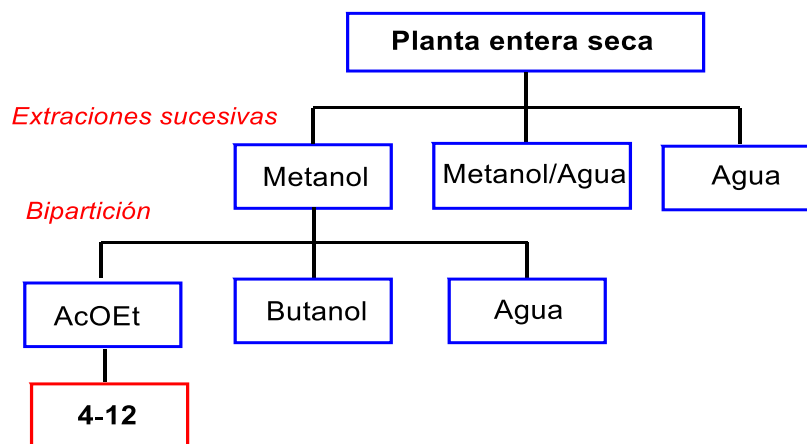 Planta entera seca
Extraciones sucesivas
Metanol
Metanol/Agua
Agua
Bipartición
AcOEt
Butanol
Agua
4-12